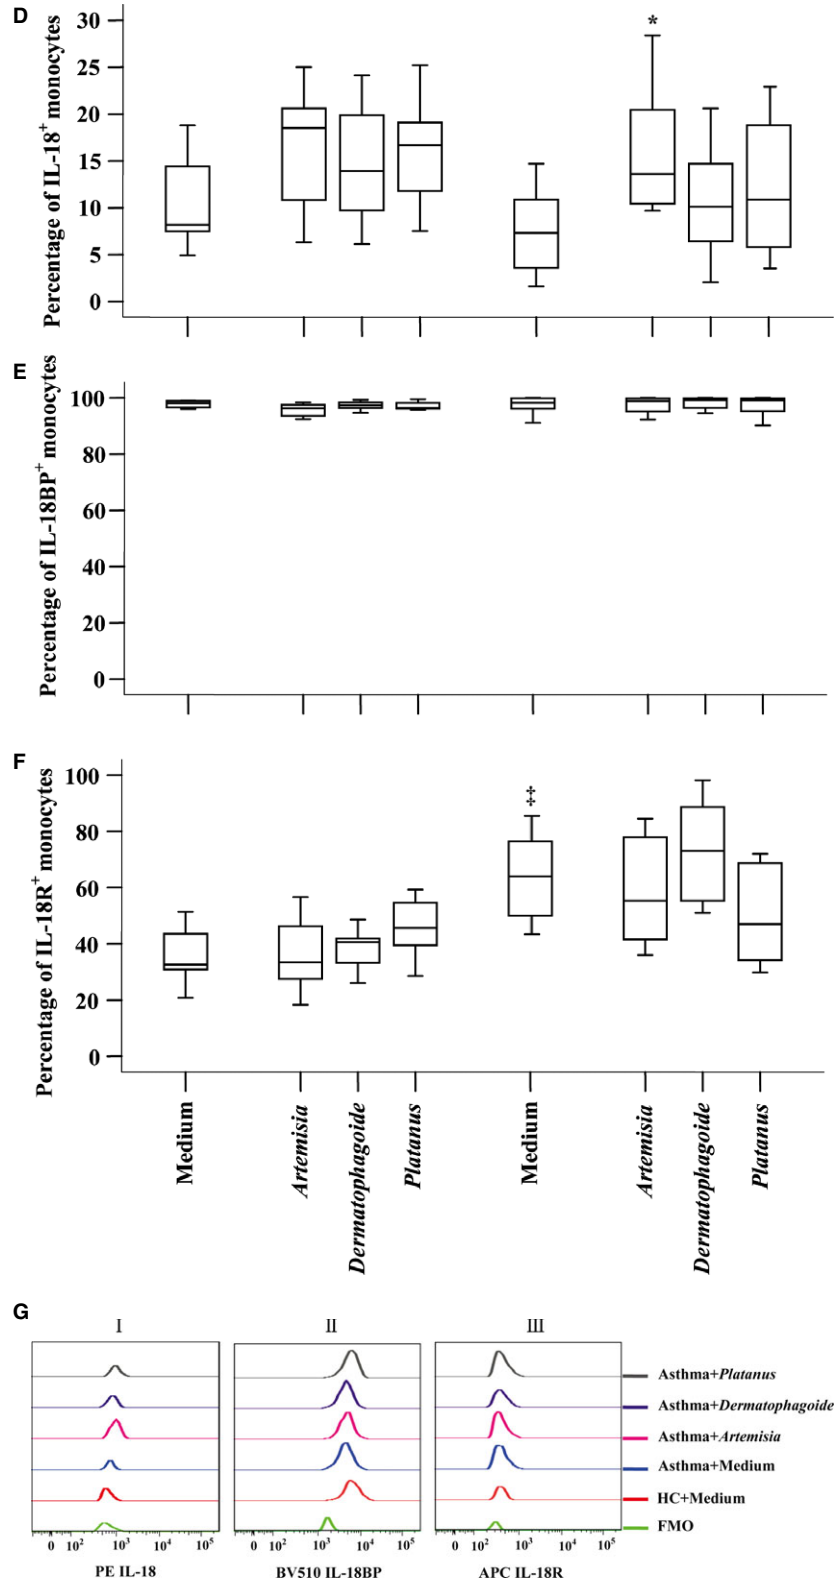 D
Percentage of IL-18+ monocytes
30
25
20
15
10
5
0
*
E
Percentage of IL-18BP+ monocytes
100
80
60
40
20
0
F
Percentage of IL-18R+ monocytes
100
80
60
40
20
0
‡
Medium
Artemisia
Dermatophagoide
Platanus
Medium
Artemisia
Dermatophagoide
Platanus
G
I II III
Asthma+Platanus
Asthma+Dermatophagoide
Asthma+Artemisia
Asthma+Medium
HC+Medium
FMO
0 10² 10³ 10⁴ 10⁵ 0 10² 10³ 10⁴ 10⁵ 0 10² 10³ 10⁴ 10⁵
PE IL-18 BV510 IL-18BP APC IL-18R